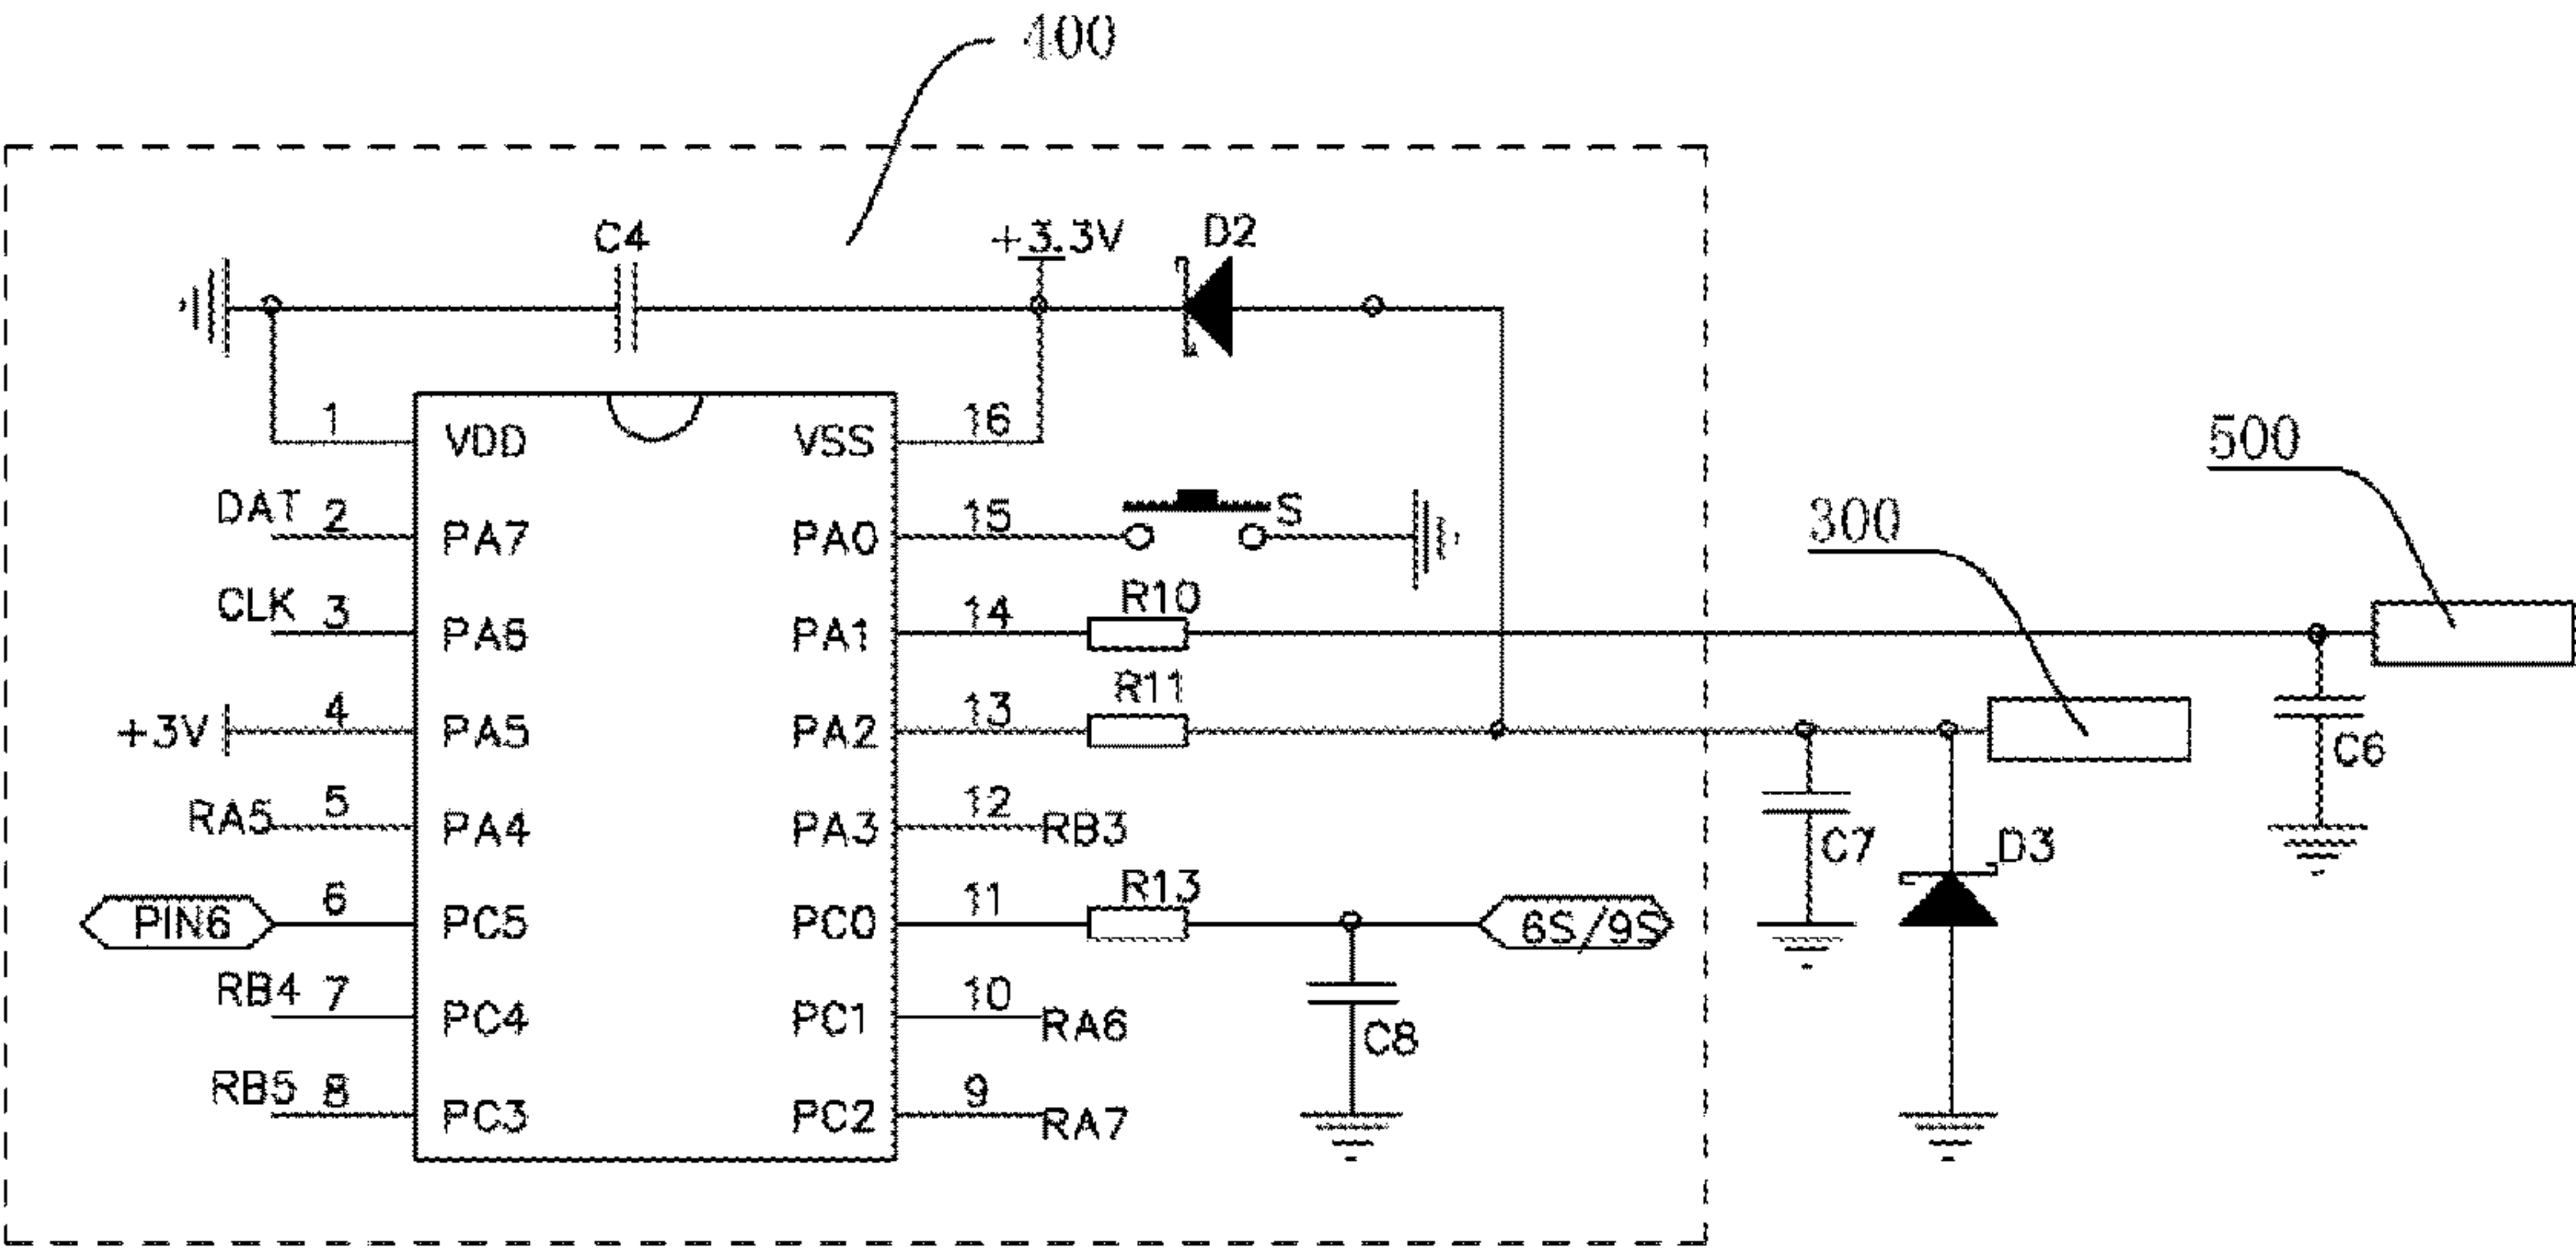 400
C4
+3.3V
D2
1 VDD
VSS 16
DAT 2 PA7
PA0 15 S
CLK 3 PA6
PA1 14 R10
+3V 4 PA5
PA2 13 R11
RA5 5 PA4
PA3 12 RB3
PIN6 6 PC5
PC0 11 R13 6S/9S
RB4 7 PC4
PC1 10 RA6
RB5 8 PC3
PC2 9 RA7
C8
500
300
C6
C7
D3